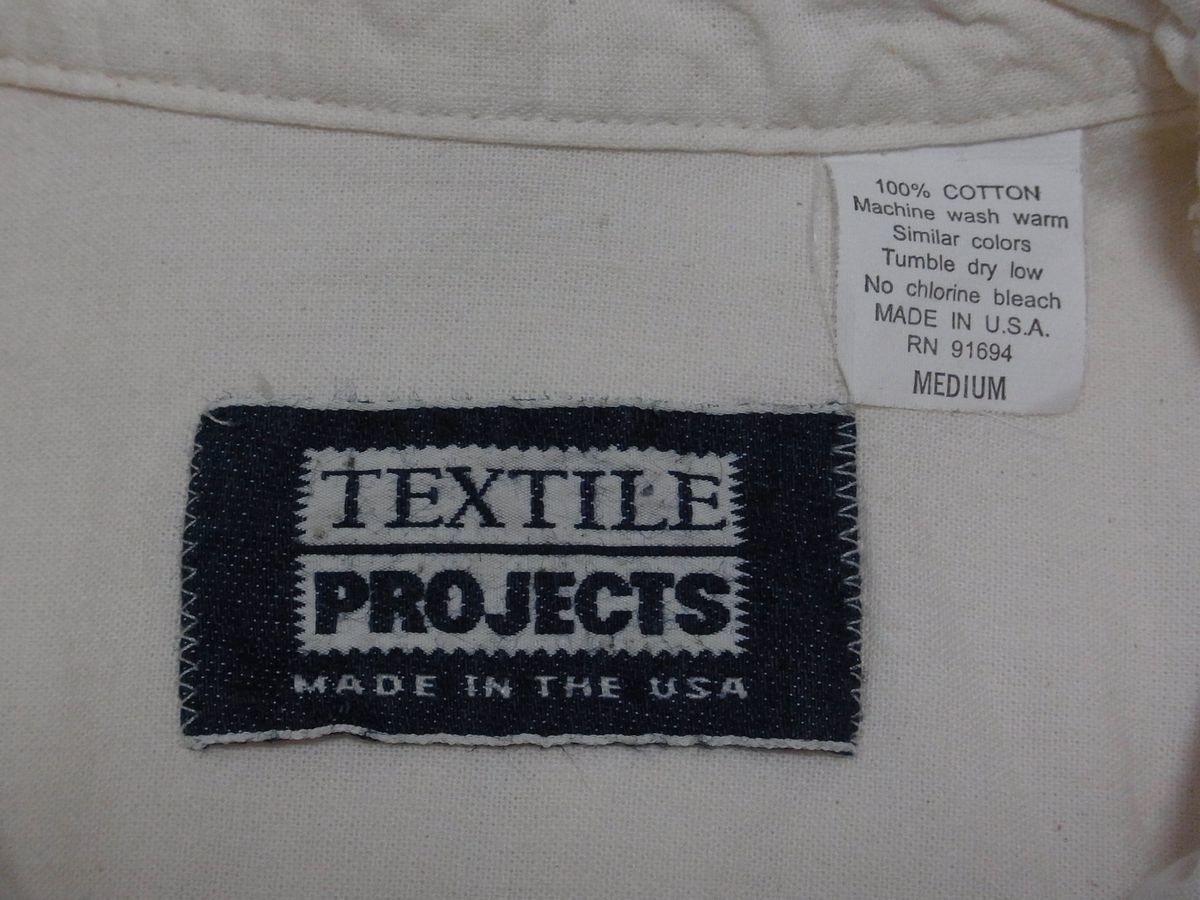 100% COTTON
Machine wash warm
Similar colors
Tumble dry low
No chlorine bleach
MADE IN U.S.A.
RN 91694
MEDIUM
TEXTILE
PROJECTS
MADE IN THE USA